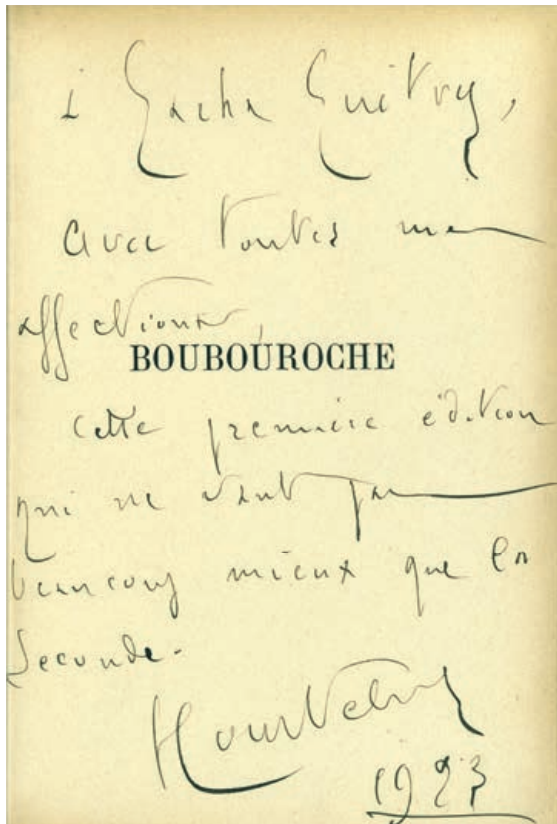 à Sacha Guitry,
avec toutes mes
affections,
BOUBOUROCHE
cette première édition
qui ne vaut pas
beaucoup mieux que la
seconde.
GCourteline
1923